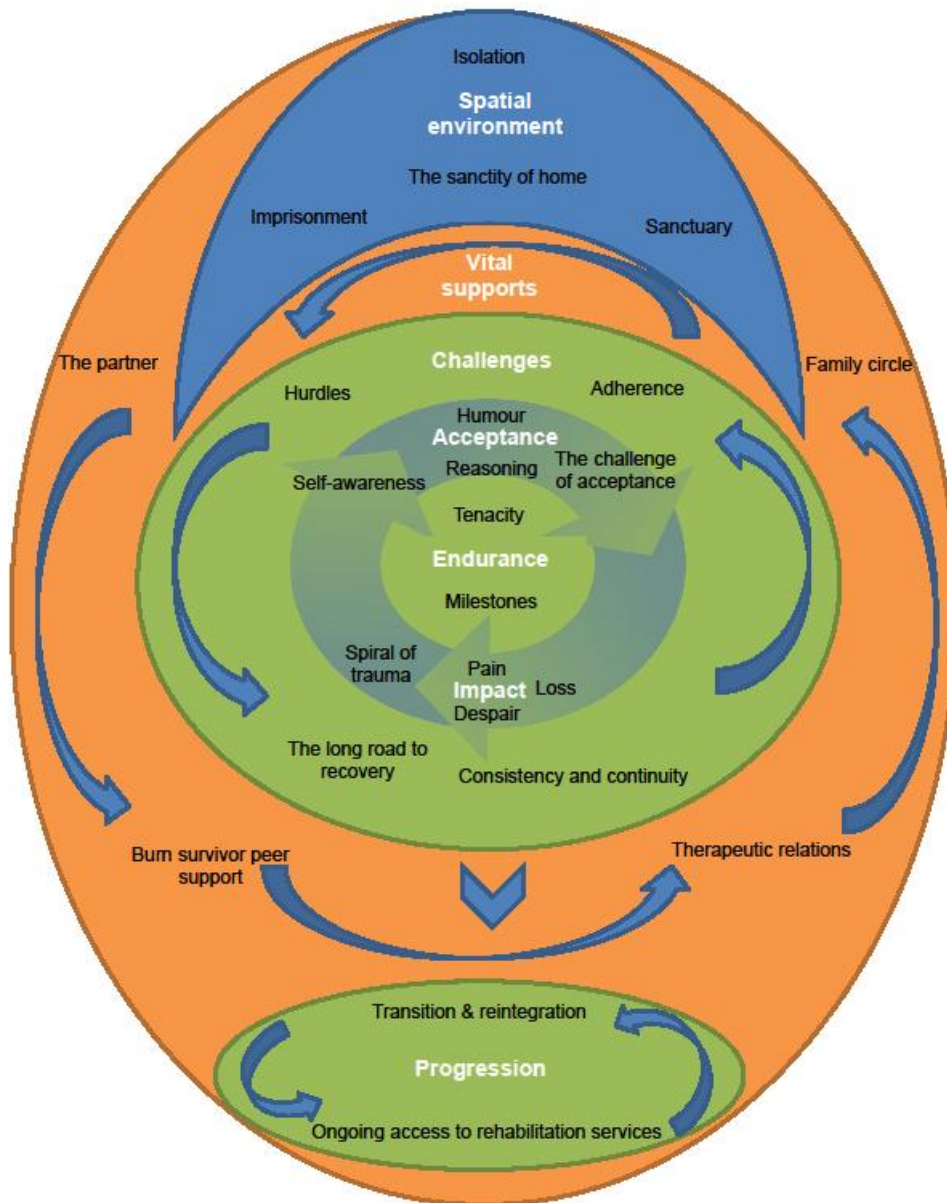 Isolation
Spatial
environment
The sanctity of home
Imprisonment
Sanctuary
Vital
supports
The partner
Family circle
Challenges
Hurdles
Adherence
Humour
Acceptance
Self-awareness
Reasoning
The challenge
of acceptance
Tenacity
Endurance
Milestones
Spiral of
trauma
Pain
Impact
Loss
Despair
The long road to
recovery
Consistency and continuity
Burn survivor peer
support
Therapeutic relations
Transition & reintegration
Progression
Ongoing access to rehabilitation services